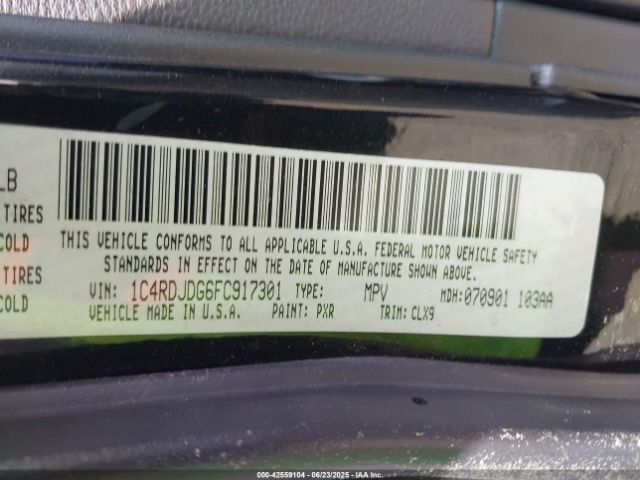 LB
TIRES
COLD
TIRES
COLD
THIS VEHICLE CONFORMS TO ALL APPLICABLE U.S.A. FEDERAL MOTOR VEHICLE SAFETY
STANDARDS IN EFFECT ON THE DATE OF MANUFACTURE SHOWN ABOVE.
VIN: 1C4RDJDG6FC917301 TYPE: MPV MDH:070901 103AA
VEHICLE MADE IN U.S.A. PAINT: PXR TRIM: CLX9
000-42559104 - 06/23/2025 - IAAI.COM